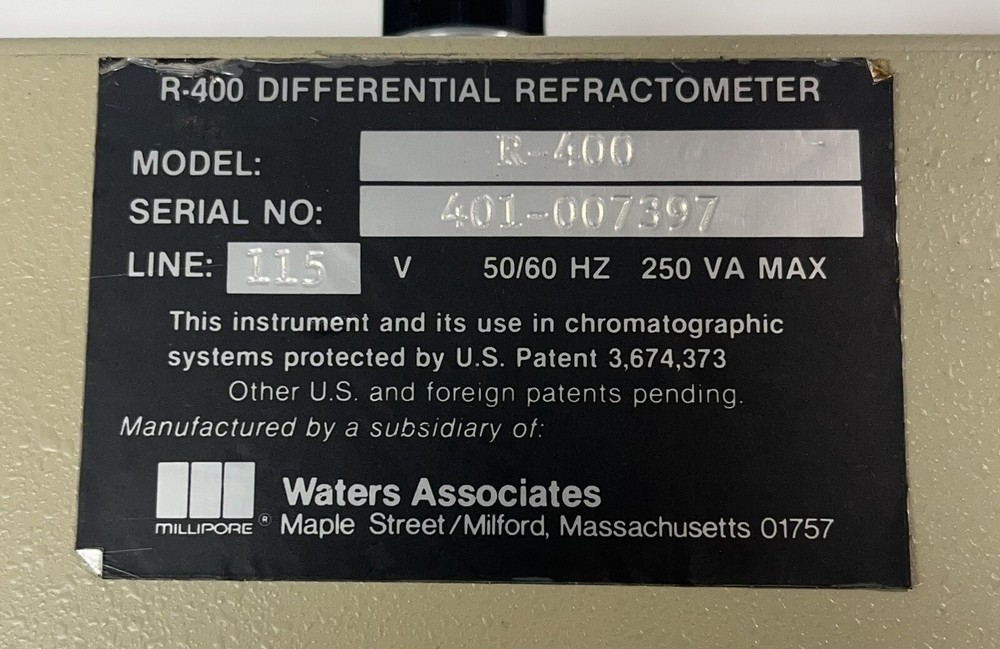 R-400 DIFFERENTIAL REFRACTOMETER
MODEL: R-400
SERIAL NO: 401-007397
LINE: 115 V 50/60 HZ 250 VA MAX
This instrument and its use in chromatographic
systems protected by U.S. Patent 3,674,373
Other U.S. and foreign patents pending.
Manufactured by a subsidiary of:
Waters Associates
MILLIPORE ® Maple Street/Milford, Massachusetts 01757